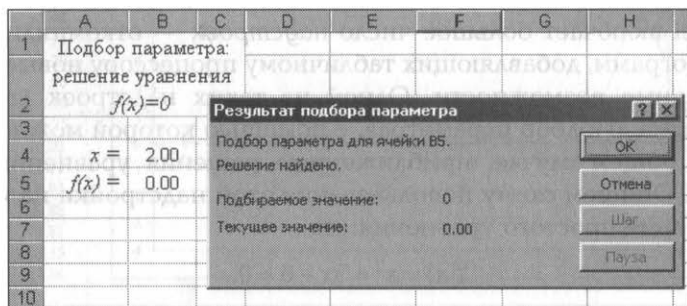 A B C D E F G H
1 Подбор параметра:
решение уравнения
2 f(x)=0
3
4 x = 2.00
5 f(x) = 0.00
6
7
8
9
10
Результат подбора параметра
Подбор параметра для ячейки B5.
Решение найдено.
Подбираемое значение: 0
Текущее значение: 0.00
OK
Отмена
Шаг
Пауза